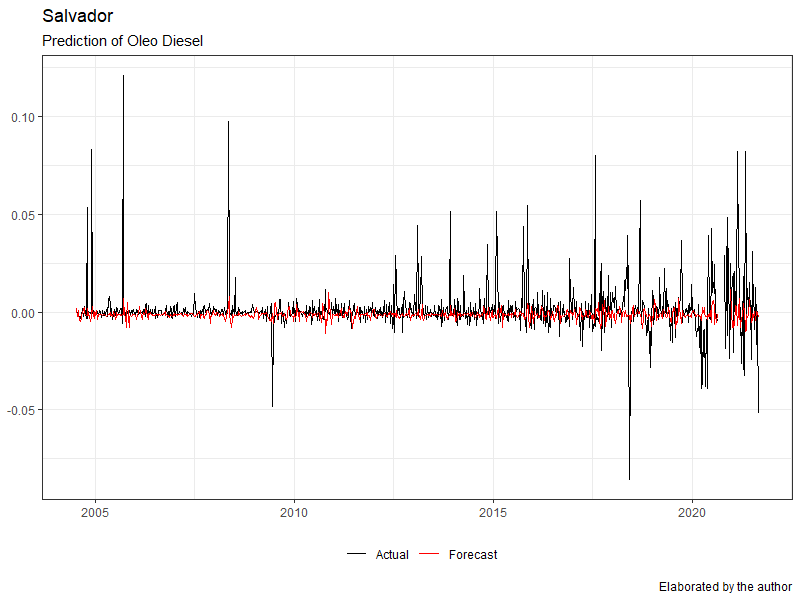 Salvador
Prediction of Oleo Diesel
0.10
0.05
0.00
-0.05
2005 2010 2015 2020
Actual Forecast
Elaborated by the author